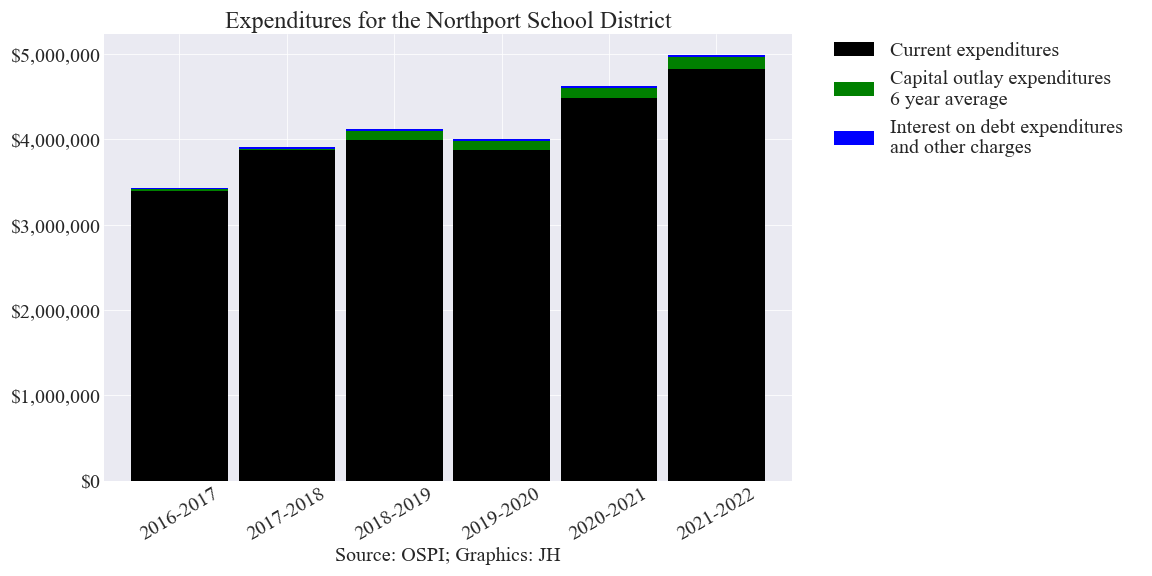 Expenditures for the Northport School District
$5,000,000
$4,000,000
$3,000,000
$2,000,000
$1,000,000
$0
2016-2017
2017-2018
2018-2019
2019-2020
2020-2021
2021-2022
Source: OSPI; Graphics: JH
Current expenditures
Capital outlay expenditures
6 year average
Interest on debt expenditures
and other charges